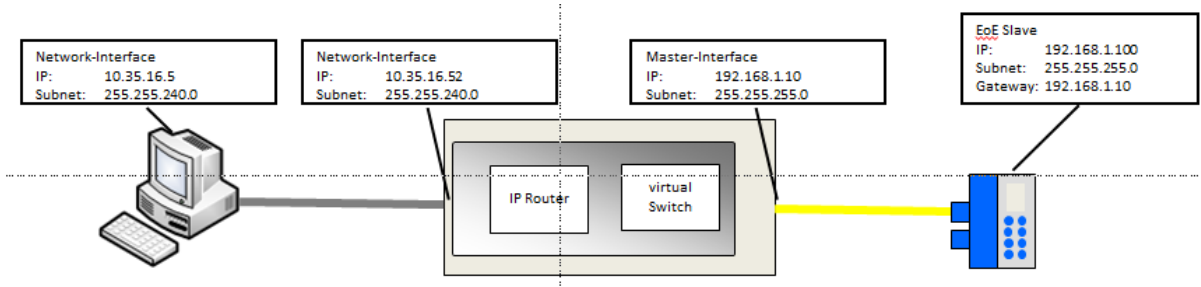 Network-Interface
IP: 10.35.16.5
Subnet: 255.255.240.0
Network-Interface
IP: 10.35.16.52
Subnet: 255.255.240.0
Master-Interface
IP: 192.168.1.10
Subnet: 255.255.255.0
EoE Slave
IP: 192.168.1.100
Subnet: 255.255.255.0
Gateway: 192.168.1.10
IP Router
virtual
Switch